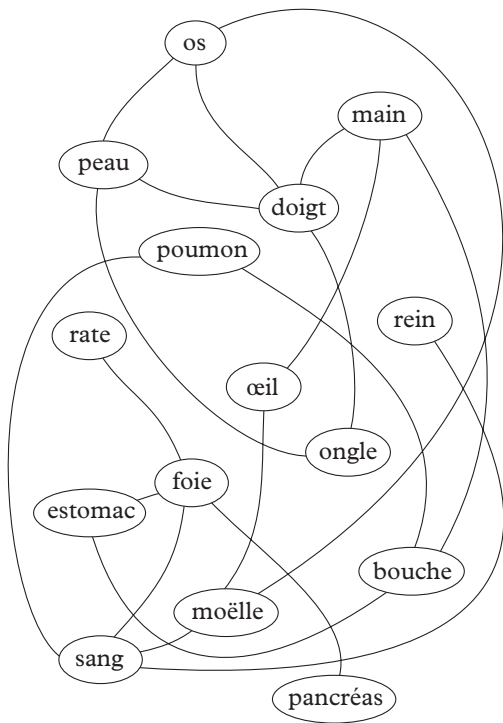 os
main
peau
doigt
poumon
rein
rate
œil
ongle
foie
estomac
bouche
moëlle
sang
pancréas